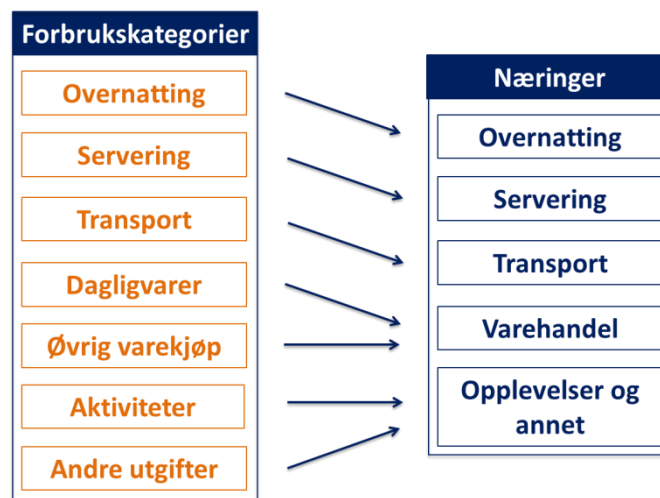 Forbrukskategorier
Overnatting
Servering
Transport
Dagligvarer
Øvrig varekjøp
Aktiviteter
Andre utgifter
Næringer
Overnatting
Servering
Transport
Varehandel
Opplevelser og
annet